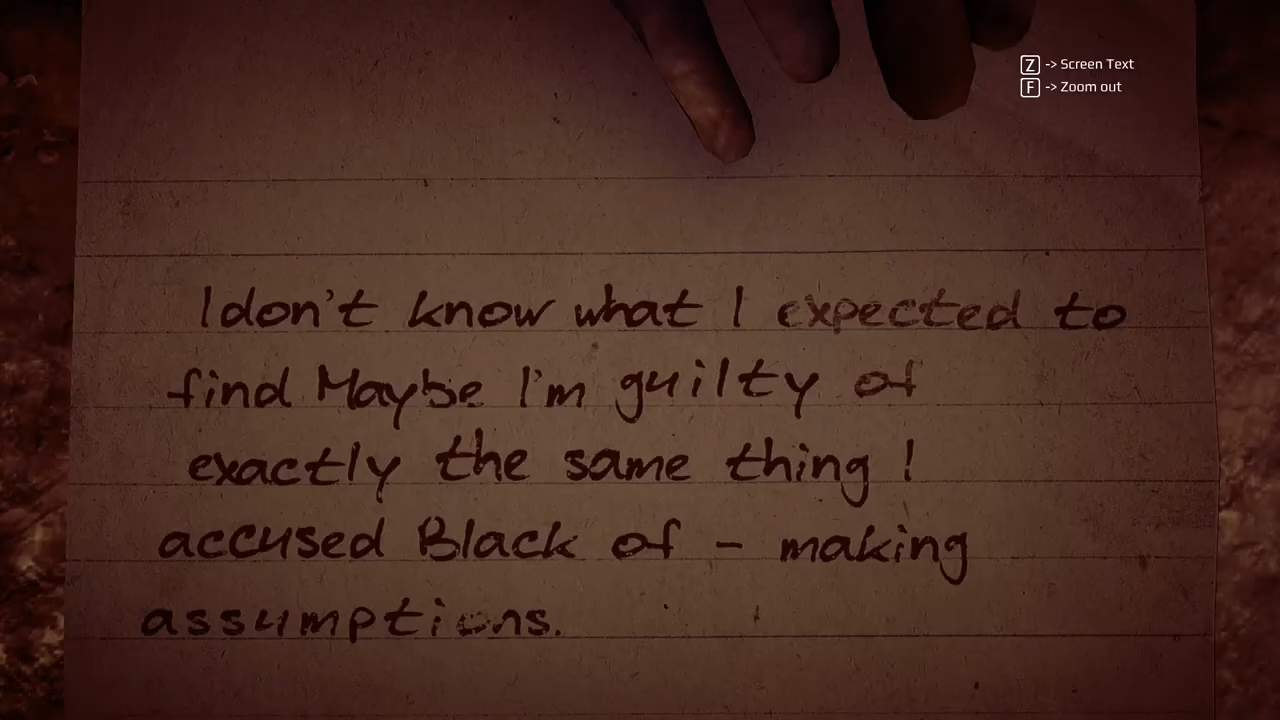 Z -> Screen Text
F -> Zoom out
I don't know what I expected to
find Maybe I'm guilty of
exactly the same thing !
accused Black of - making
assumptions.